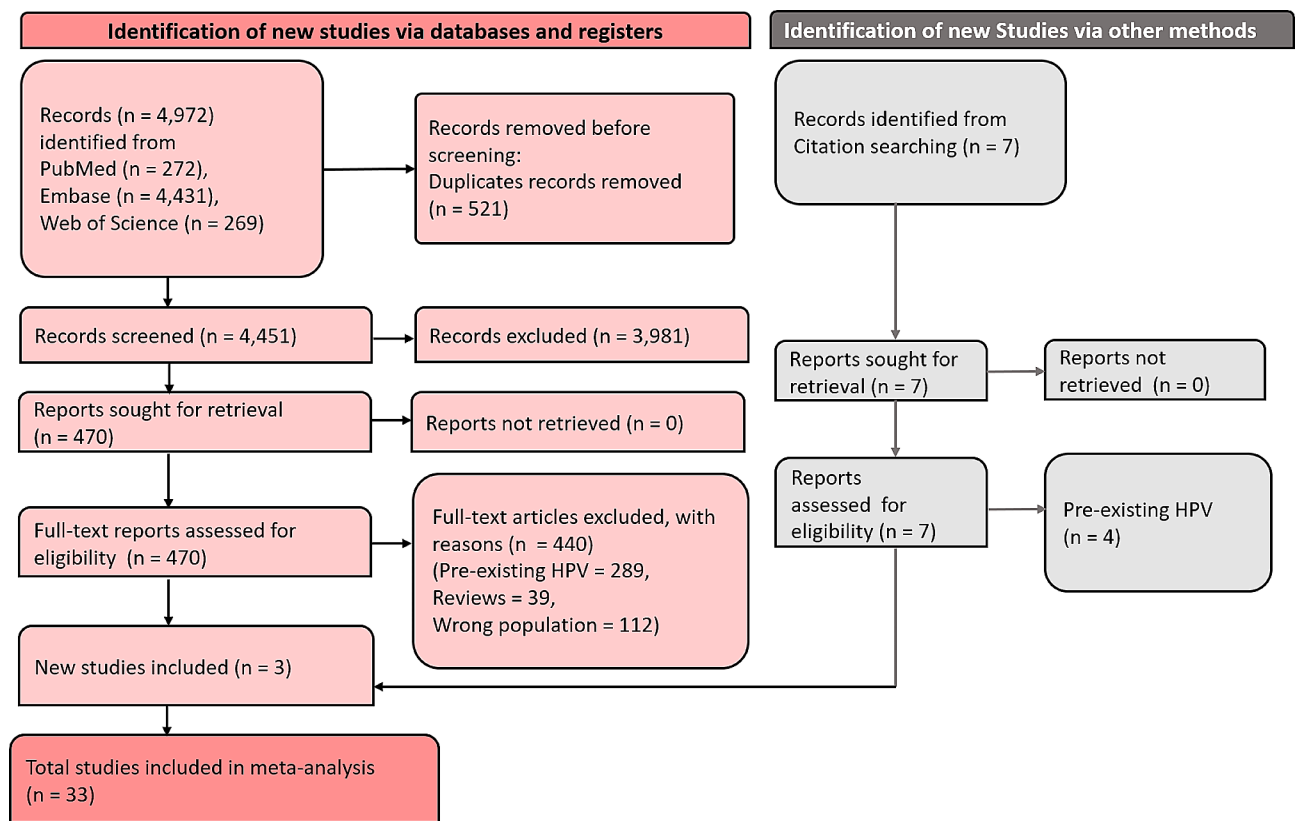 Identification of new studies via databases and registers
Records (n = 4,972)
identified from
PubMed (n = 272),
Embase (n = 4,431),
Web of Science (n = 269)
Records removed before
screening:
Duplicates records removed
(n = 521)
Records screened (n = 4,451)
Records excluded (n = 3,981)
Reports sought for retrieval
(n = 470)
Reports not retrieved (n = 0)
Full-text reports assessed for
eligibility (n = 470)
Full-text articles excluded, with
reasons (n = 440)
(Pre-existing HPV = 289,
Reviews = 39,
Wrong population = 112)
New studies included (n = 3)
Total studies included in meta-analysis
(n = 33)
Identification of new Studies via other methods
Records identified from
Citation searching (n = 7)
Reports sought for
retrieval (n = 7)
Reports not
retrieved (n = 0)
Reports
assessed for
eligibility (n = 7)
Pre-existing HPV
(n = 4)